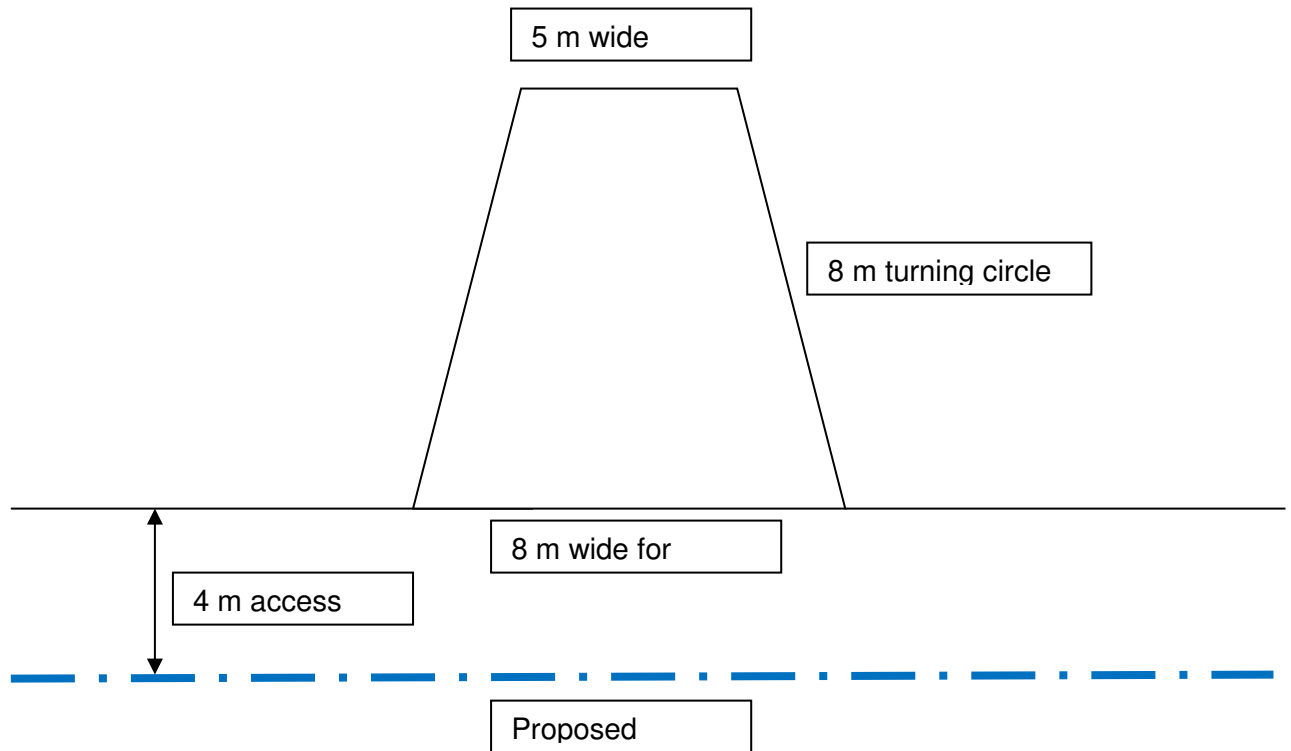 5 m wide
8 m turning circle
8 m wide for
4 m access
Proposed